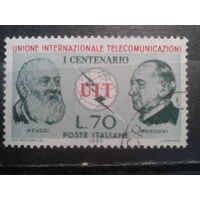 UNIONE INTERNAZIONALE TELECOMUNICAZIONI
I CENTENARIO
UIT
MEUCCI
MARCONI
L.70
POSTE ITALIANE
1965